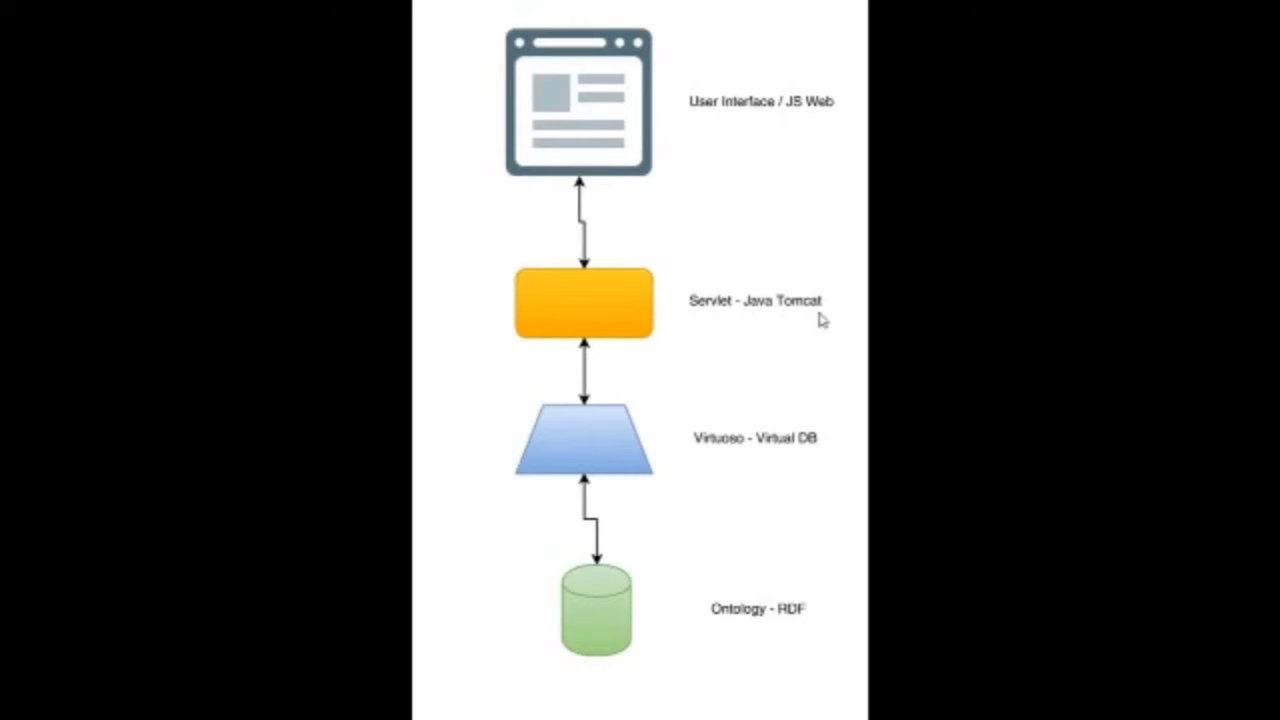 User Interface / JS Web
Servlet - Java Tomcat
Virtuoso - Virtual DB
Ontology - RDF